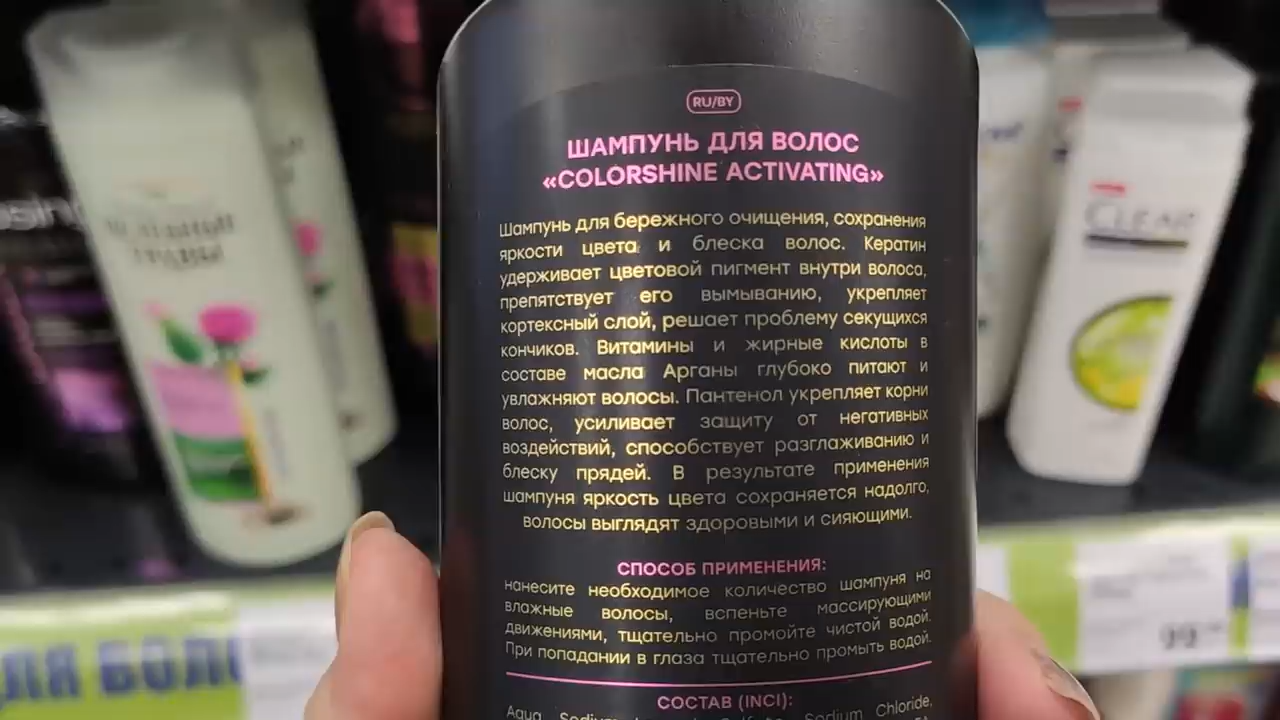 RU/BY
ШАМПУНЬ ДЛЯ ВОЛОС
«COLORSHINE ACTIVATING»
Шампунь для бережного очищения, сохранения
яркости цвета и блеска волос. Кератин
удерживает цветовой пигмент внутри волоса,
препятствует его вымыванию, укрепляет
кортексный слой, решает проблему секущихся
кончиков. Витамины и жирные кислоты в
составе масла Арганы глубоко питают и
увлажняют волосы. Пантенол укрепляет корни
волос, усиливает защиту от негативных
воздействий, способствует разглаживанию и
блеску прядей. В результате применения
шампуня яркость цвета сохраняется надолго,
волосы выглядят здоровыми и сияющими.
СПОСОБ ПРИМЕНЕНИЯ:
нанесите необходимое количество шампуня на
влажные волосы, вспеньте массирующими
движениями, тщательно промойте чистой водой.
При попадании в глаза тщательно промыть водой.
СОСТАВ (INCI):
Aqua, Sodium Chloride,
CLEAR
99